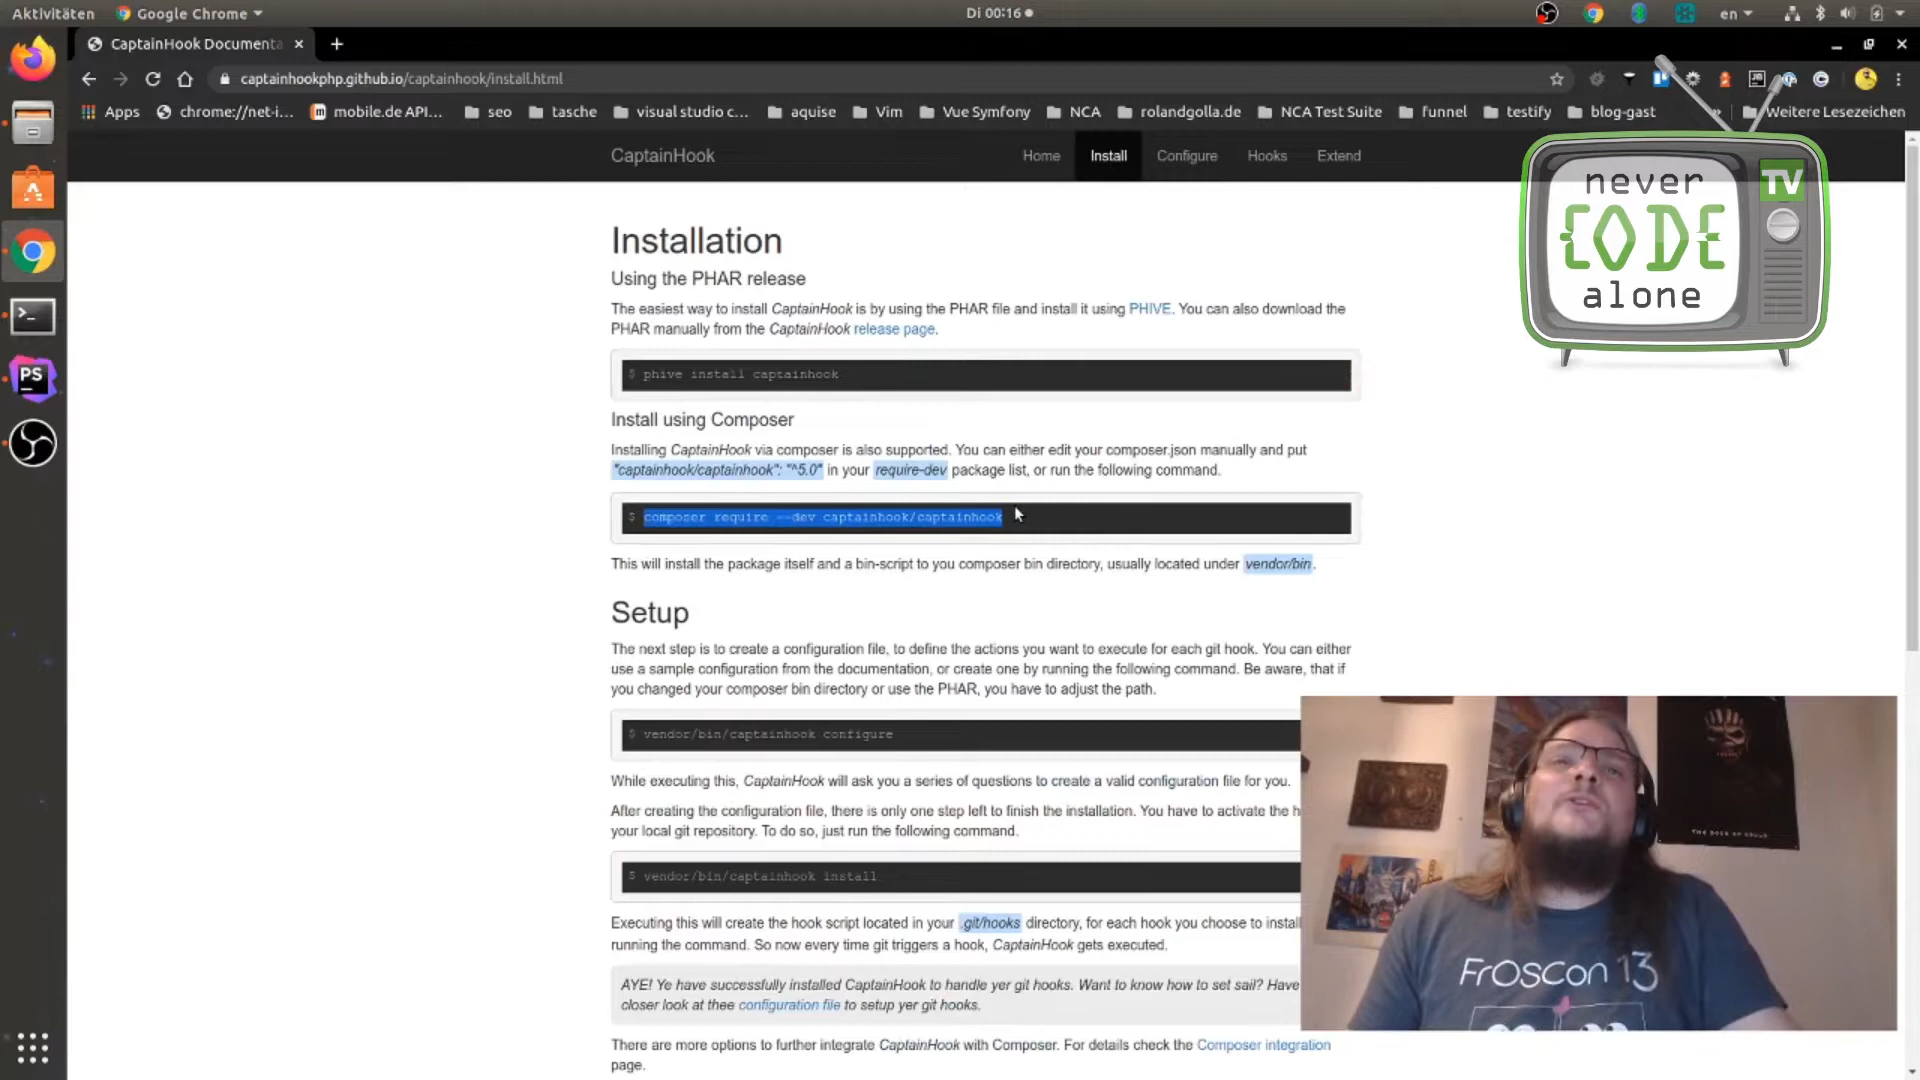 Aktivitäten Google Chrome Di 00:16 en
CaptainHook Documenta
captainhookphp.github.io/captainhook/install.html
Apps chrome://net-i... mobile.de API... seo tasche visual studio c... aquise Vim Vue Symfony NCA rolandgolla.de NCA Test Suite funnel testify blog-gast » Weitere Lesezeichen
CaptainHook Home Install Configure Hooks Extend
never
CODE
alone
TV
Installation
Using the PHAR release
The easiest way to install CaptainHook is by using the PHAR file and install it using PHIVE. You can also download the
PHAR manually from the CaptainHook release page.
$ phive install captainhook
Install using Composer
Installing CaptainHook via composer is also supported. You can either edit your composer.json manually and put
"captainhook/captainhook": "^5.0" in your require-dev package list, or run the following command.
$ composer require --dev captainhook/captainhook
This will install the package itself and a bin-script to you composer bin directory, usually located under vendor/bin.
Setup
The next step is to create a configuration file, to define the actions you want to execute for each git hook. You can either
use a sample configuration from the documentation, or create one by running the following command. Be aware, that if
you changed your composer bin directory or use the PHAR, you have to adjust the path.
$ vendor/bin/captainhook configure
While executing this, CaptainHook will ask you a series of questions to create a valid configuration file for you.
After creating the configuration file, there is only one step left to finish the installation. You have to activate the h
your local git repository. To do so, just run the following command.
$ vendor/bin/captainhook install
Executing this will create the hook script located in your .git/hooks directory, for each hook you choose to install
running the command. So now every time git triggers a hook, CaptainHook gets executed.
AYE! Ye have successfully installed CaptainHook to handle yer git hooks. Want to know how to set sail? Have
closer look at thee configuration file to setup yer git hooks.
There are more options to further integrate CaptainHook with Composer. For details check the Composer integration
page.
PS
THE BOOK OF SOULS
FrOSCon 13